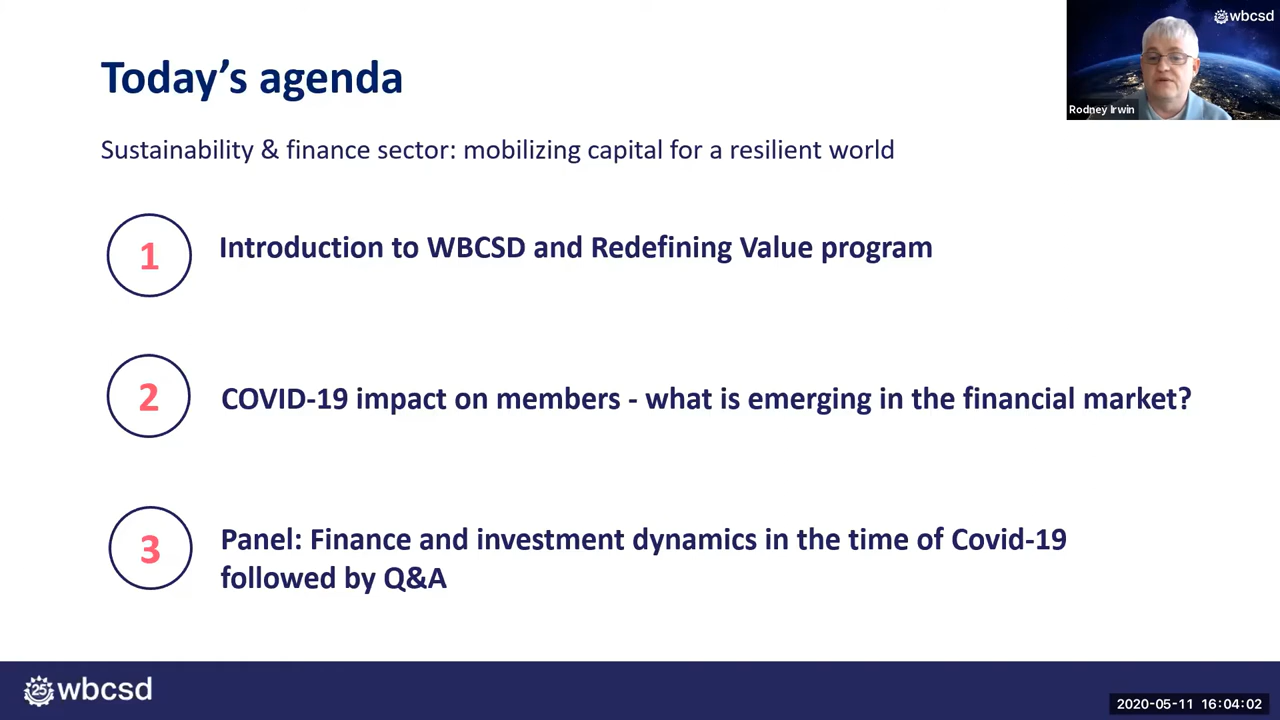 Today's agenda
wbcsd
Rodney Irwin
Sustainability & finance sector: mobilizing capital for a resilient world
1
Introduction to WBCSD and Redefining Value program
2
COVID-19 impact on members - what is emerging in the financial market?
3
Panel: Finance and investment dynamics in the time of Covid-19
followed by Q&A
25 wbcsd
2020-05-11 16:04:02